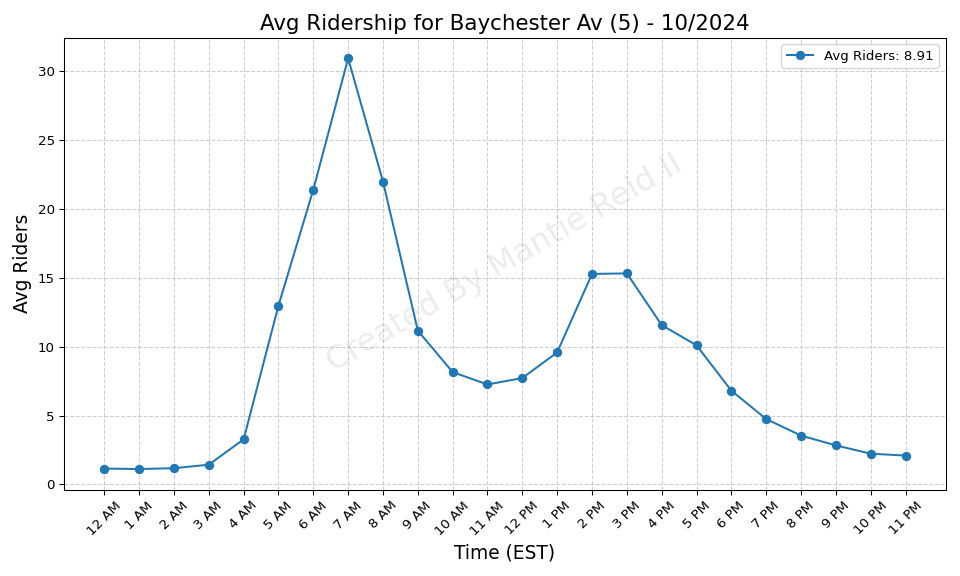 Avg Ridership for Baychester Av (5) - 10/2024
Avg Riders: 8.91
Avg Riders
30
25
20
15
10
5
0
Created By Mantle Reid II
12 AM
1 AM
2 AM
3 AM
4 AM
5 AM
6 AM
7 AM
8 AM
9 AM
10 AM
11 AM
12 PM
1 PM
2 PM
3 PM
4 PM
5 PM
6 PM
7 PM
8 PM
9 PM
10 PM
11 PM
Time (EST)